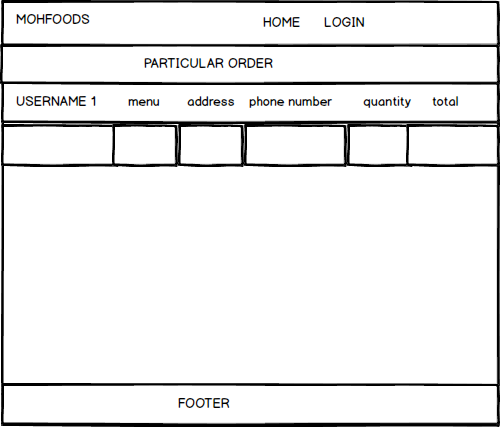 MOHFOODS HOME LOGIN
PARTICULAR ORDER
USERNAME 1 menu address phone number quantity total
FOOTER